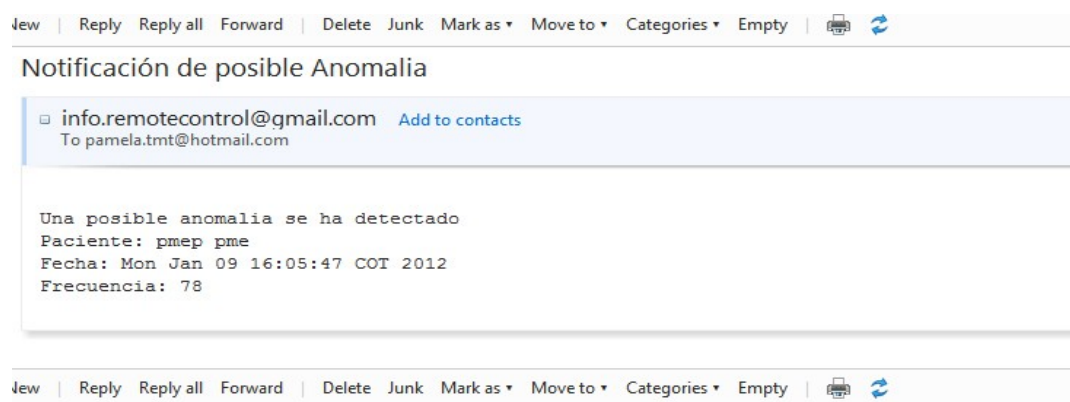 New | Reply Reply all Forward | Delete Junk Mark as ▾ Move to ▾ Categories ▾ Empty |
Notificación de posible Anomalia
info.remotecontrol@gmail.com Add to contacts
To pamela.tmt@hotmail.com
Una posible anomalia se ha detectado
Paciente: pmep pme
Fecha: Mon Jan 09 16:05:47 COT 2012
Frecuencia: 78
New | Reply Reply all Forward | Delete Junk Mark as ▾ Move to ▾ Categories ▾ Empty |